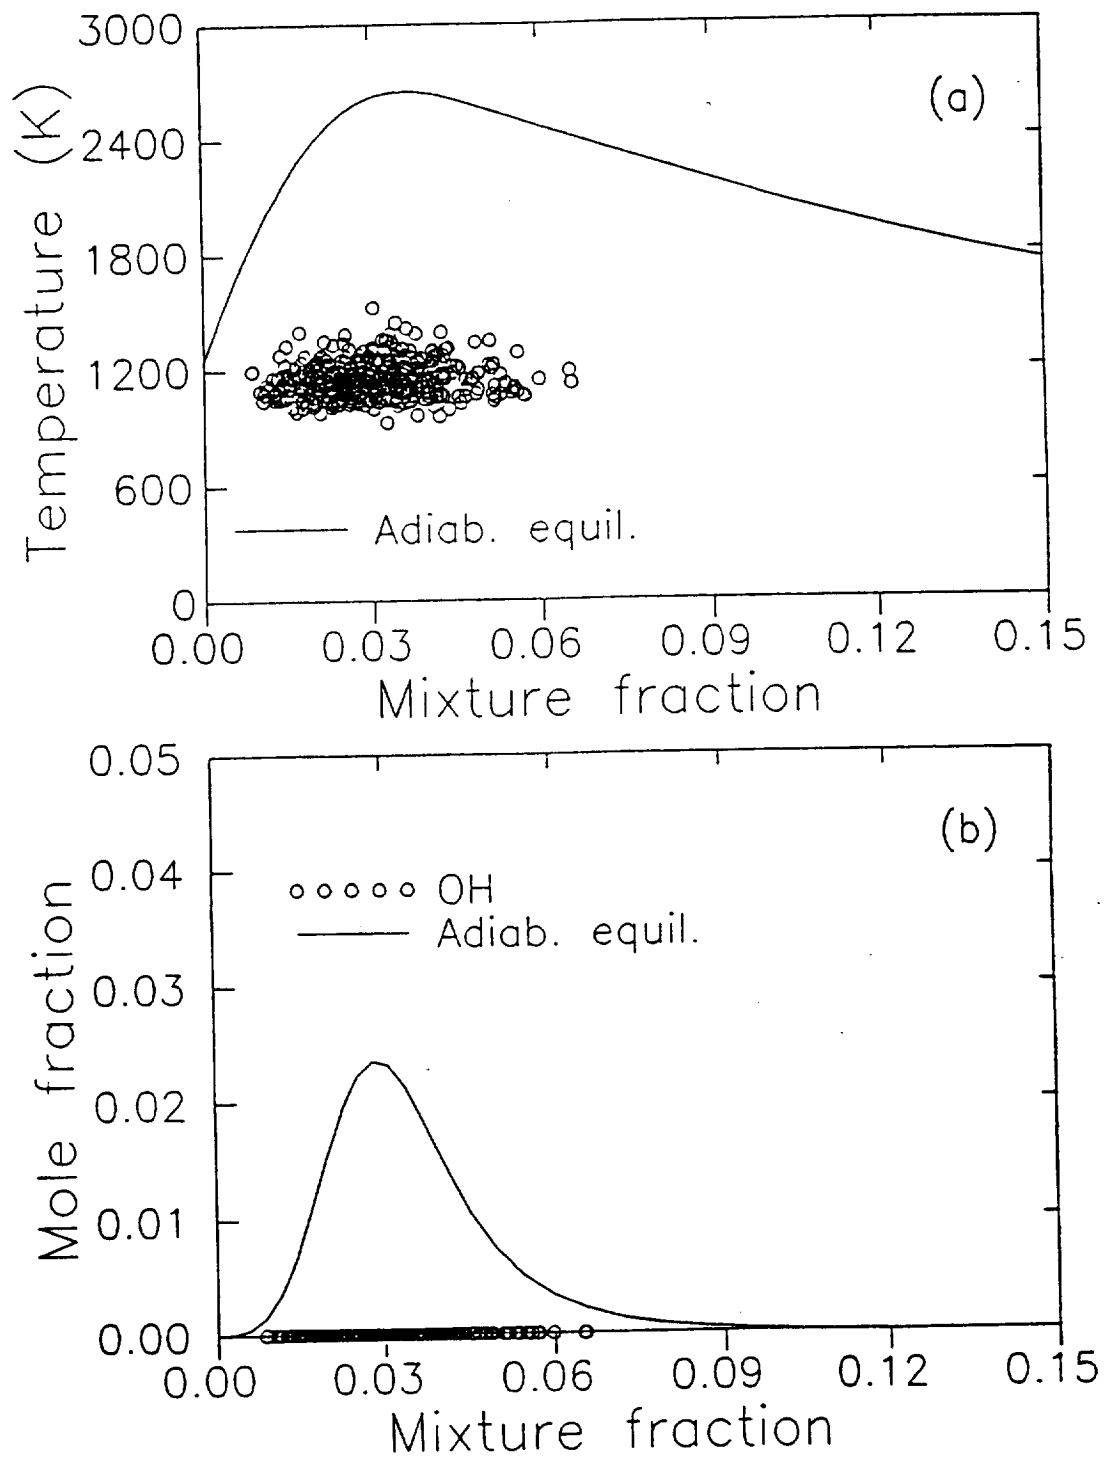 3000
2400
1800
1200
600
0
Temperature (K)
(a)
Adiab. equil.
0.00 0.03 0.06 0.09 0.12 0.15
Mixture fraction
0.05
0.04
0.03
0.02
0.01
0.00
Mole fraction
(b)
OH
Adiab. equil.
0.00 0.03 0.06 0.09 0.12 0.15
Mixture fraction